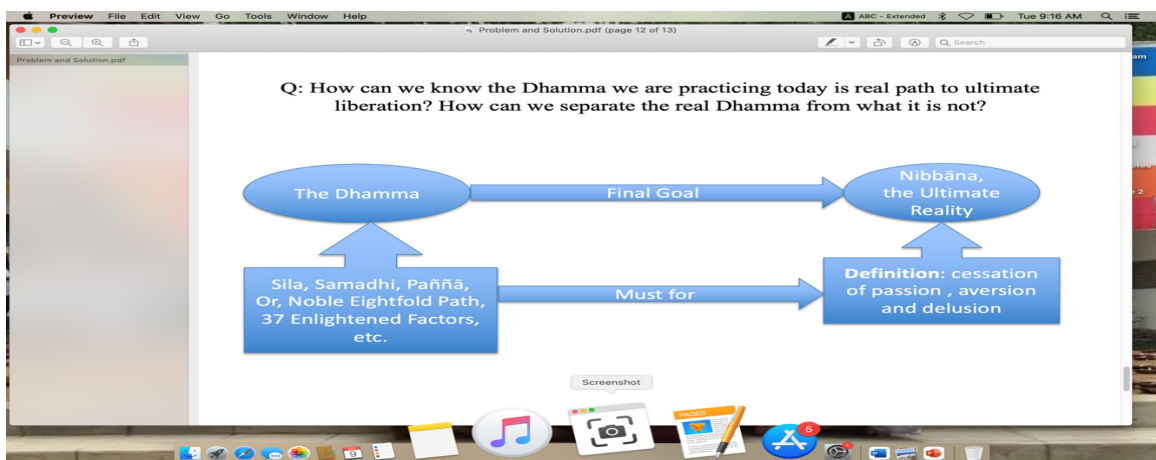 Preview File Edit View Go Tools Window Help
A ABC - Extended Tue 9:16 AM
Problem and Solution.pdf (page 12 of 13)
Search
Problem and Solution.pdf
Q: How can we know the Dhamma we are practicing today is real path to ultimate
liberation? How can we separate the real Dhamma from what it is not?
The Dhamma
Final Goal
Nibbāna,
the Ultimate
Reality
Sila, Samadhi, Paññā,
Or, Noble Eightfold Path,
37 Enlightened Factors,
etc.
Must for
Definition: cessation
of passion , aversion
and delusion
Screenshot
PAGES
5
9